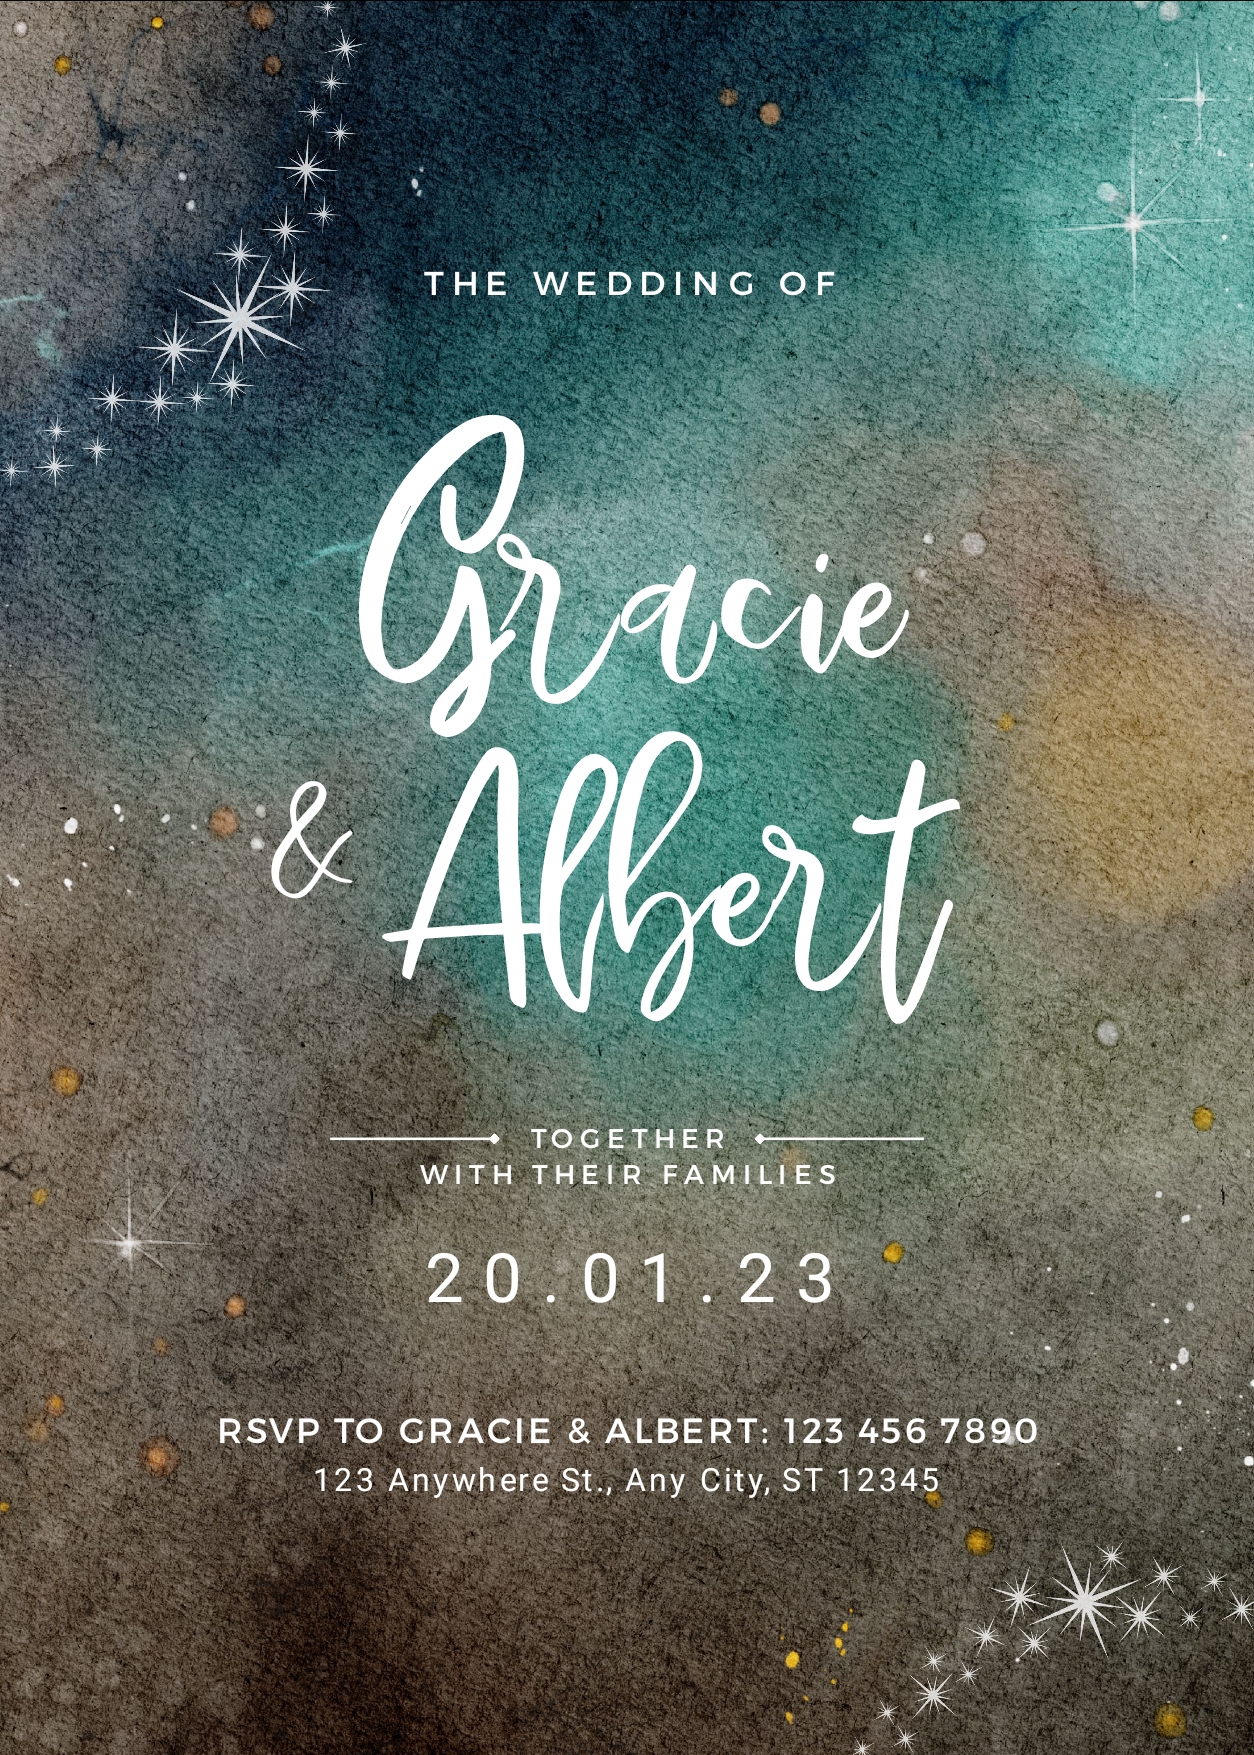 THE WEDDING OF
Gracie
& Albert
TOGETHER
WITH THEIR FAMILIES
20.01.23
RSVP TO GRACIE & ALBERT: 123 456 7890
123 Anywhere St., Any City, ST 12345